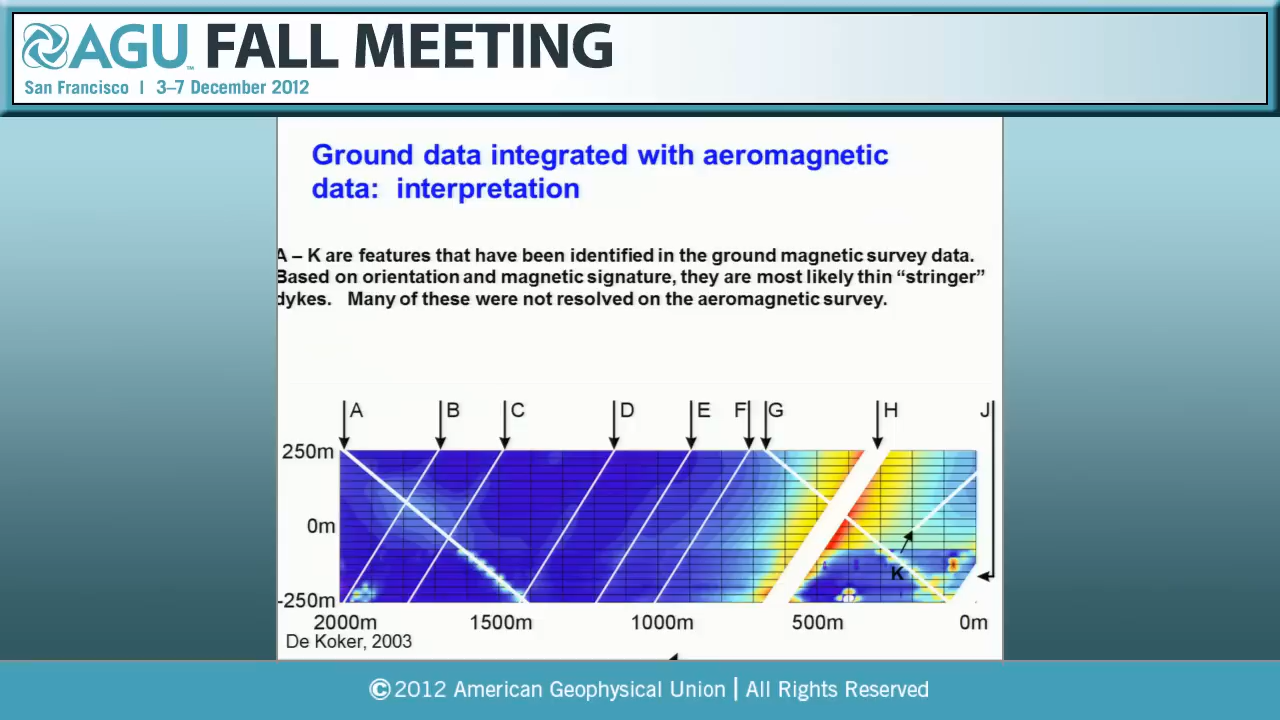 AGU FALL MEETING
San Francisco | 3–7 December 2012
Ground data integrated with aeromagnetic
data: interpretation
A – K are features that have been identified in the ground magnetic survey data.
Based on orientation and magnetic signature, they are most likely thin “stringer”
dykes. Many of these were not resolved on the aeromagnetic survey.
A B C D E F G H J
250m
0m
K
-250m
2000m 1500m 1000m 500m 0m
De Koker, 2003
©2012 American Geophysical Union | All Rights Reserved